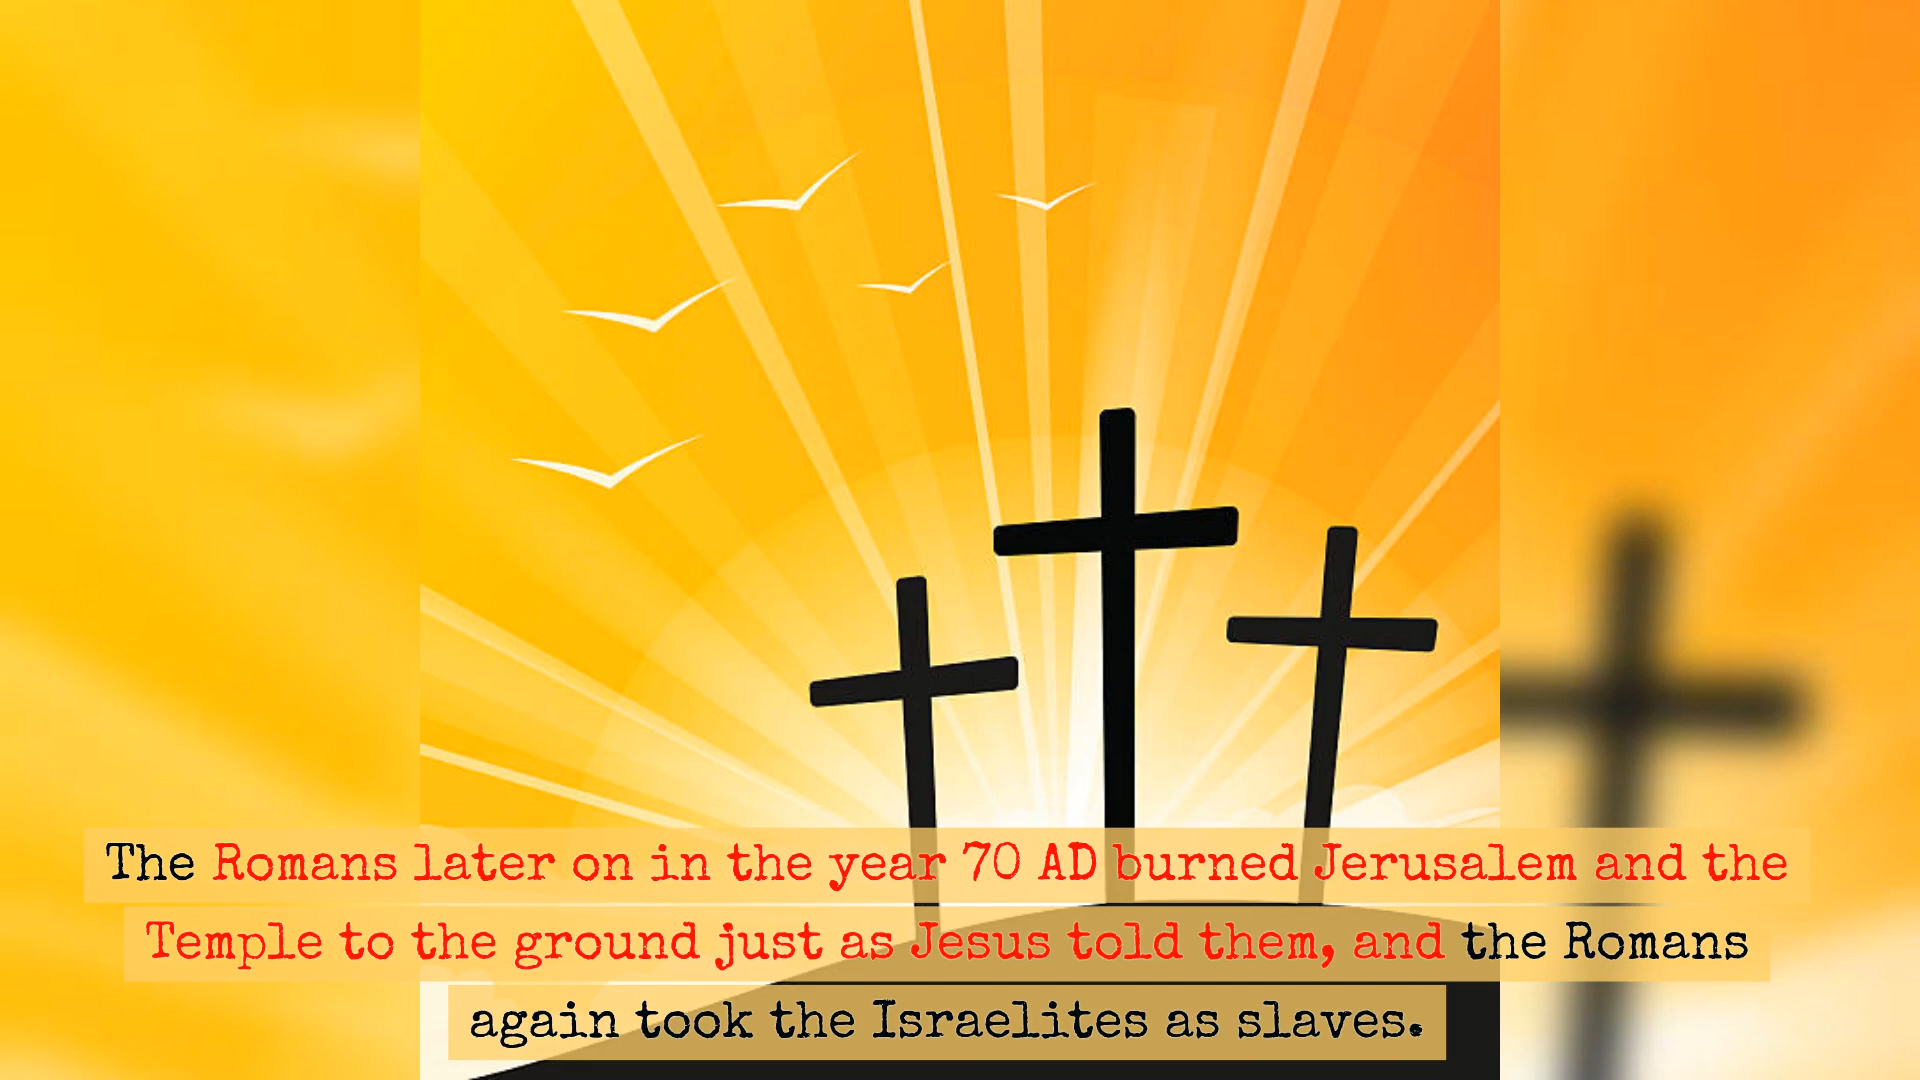 The Romans later on in the year 70 AD burned Jerusalem and the
Temple to the ground just as Jesus told them, and the Romans
again took the Israelites as slaves.